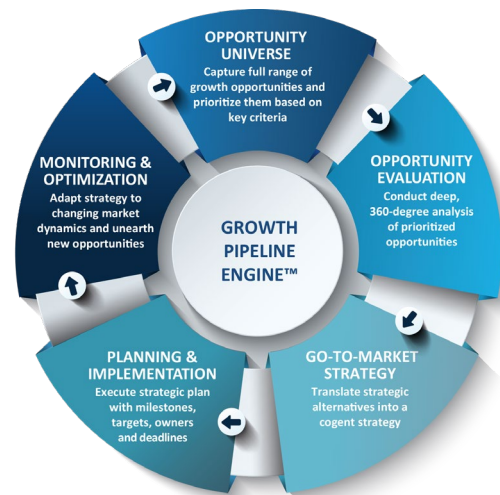 OPPORTUNITY
UNIVERSE
Capture full range of
growth opportunities and
prioritize them based on
key criteria
OPPORTUNITY
EVALUATION
Conduct deep,
360-degree analysis
of prioritized
opportunities
GO-TO-MARKET
STRATEGY
Translate strategic
alternatives into a
cogent strategy
PLANNING &
IMPLEMENTATION
Execute strategic plan
with milestones,
targets, owners
and deadlines
MONITORING &
OPTIMIZATION
Adapt strategy to
changing market
dynamics and unearth
new opportunities
GROWTH
PIPELINE
ENGINE™